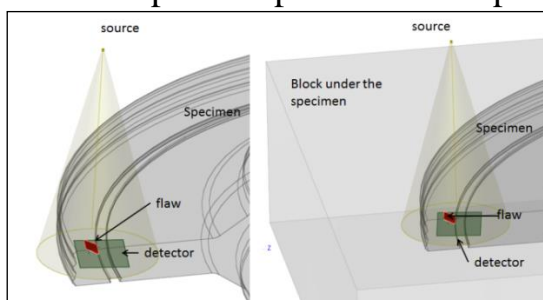 source
Specimen
flaw
detector
source
Block under the
specimen
Specimen
flaw
detector
z